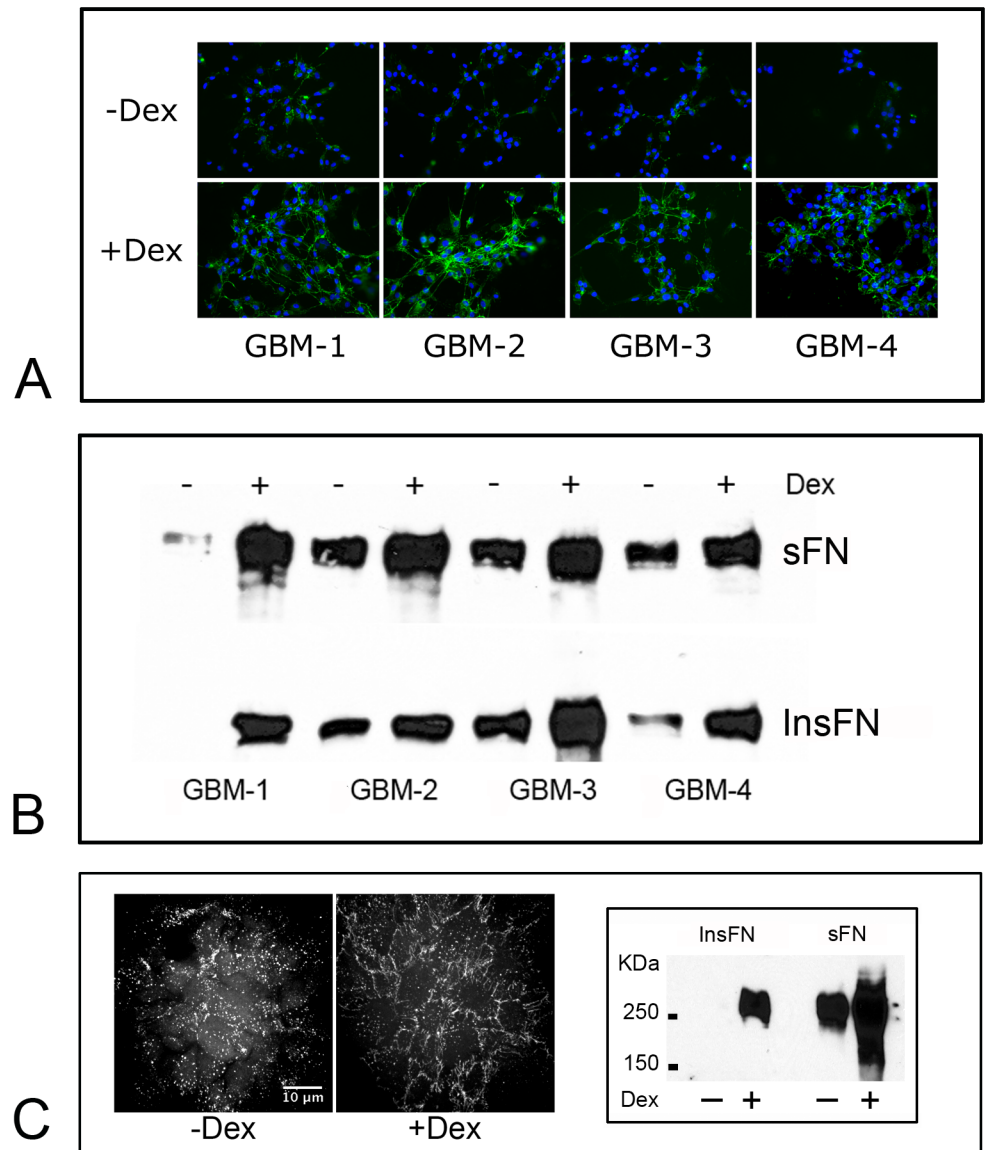 -Dex
+Dex
GBM-1 GBM-2 GBM-3 GBM-4
A
- + - + - + - + Dex
sFN
InsFN
GBM-1 GBM-2 GBM-3 GBM-4
B
10 µm
-Dex +Dex
InsFN sFN
KDa
250
150
Dex − + − +
C